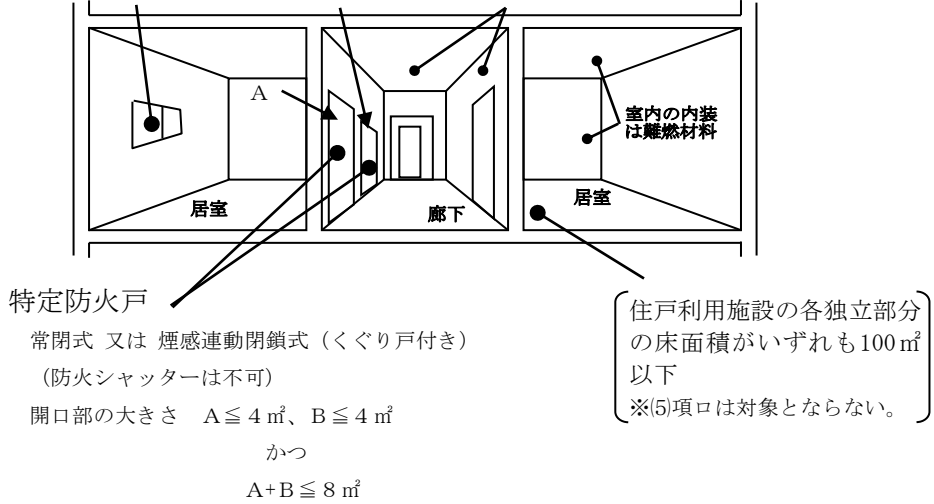 A
室内の内装
は難燃材料
居室
廊下
居室
特定防火戸
常閉式 又は 煙感連動閉鎖式（くぐり戸付き）
（防火シャッターは不可）
開口部の大きさ　A≦４㎡、B≦４㎡
かつ
A+B≦８㎡
住戸利用施設の各独立部分
の床面積がいずれも100㎡
以下
※⑸項ロは対象とならない。